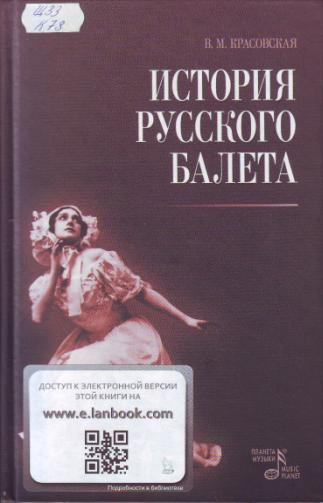 Щ33
К78
В. М. КРАСОВСКАЯ
ИСТОРИЯ
РУССКОГО
БАЛЕТА
ДОСТУП К ЭЛЕКТРОННОЙ ВЕРСИИ
ЭТОЙ КНИГИ НА
www.e.lanbook.com
Подробности в библиотеке
ПЛАНЕТА
МУЗЫКИ
MUSIC
PLANET